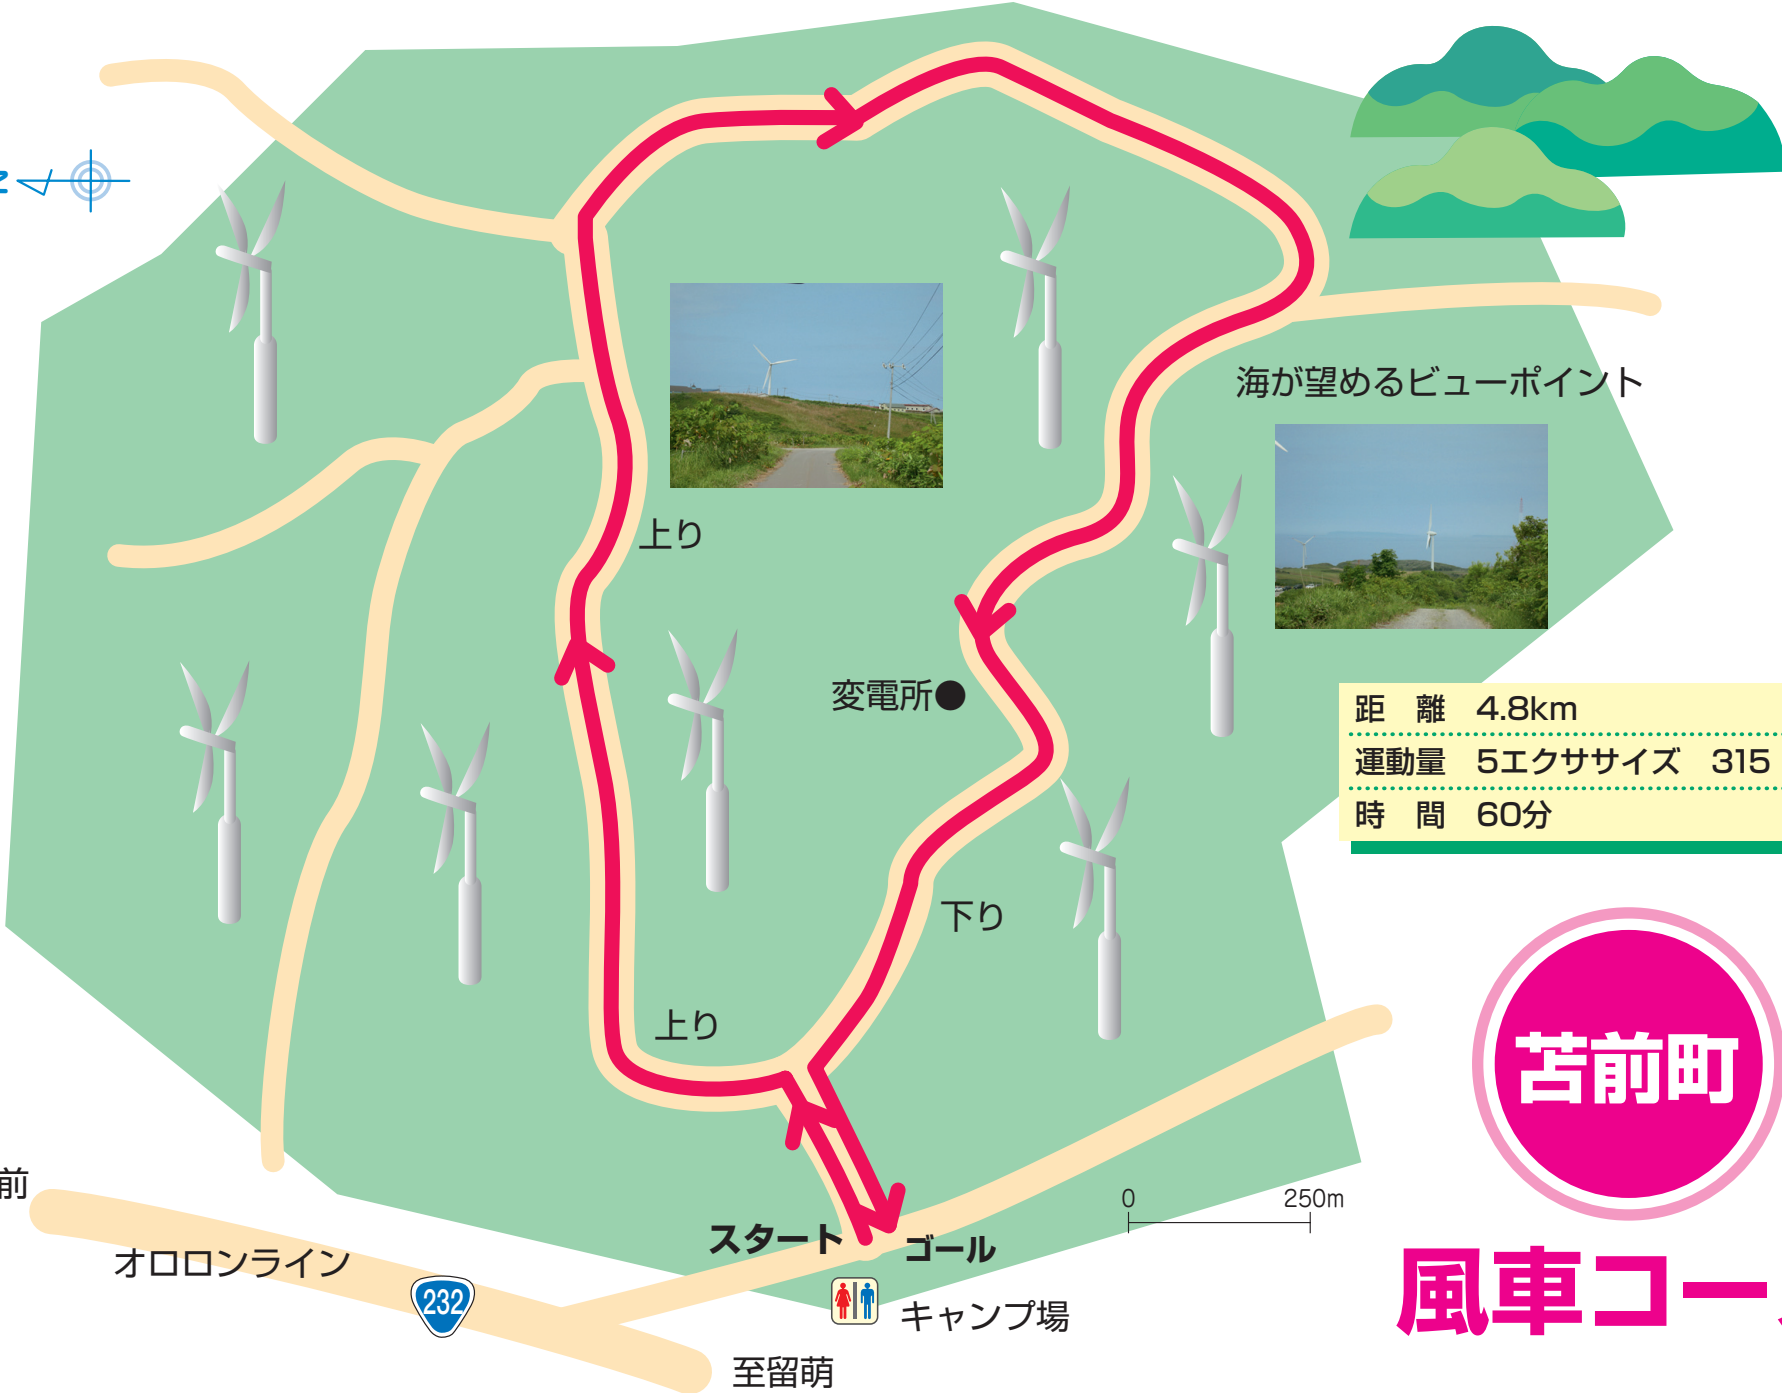 海が望めるビューポイント
上り
変電所
距　離　4.8km
運動量　5エクササイズ　315
時　間　60分
下り
上り
苫前町
前
0　250m
スタート
ゴール
オロロンライン
232
キャンプ場
風車コー
至留萌